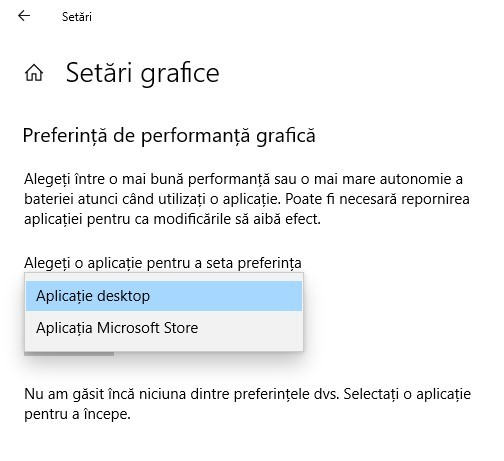 Setări
Setări grafice
Preferință de performanță grafică
Alegeți între o mai bună performanță sau o mai mare autonomie a
bateriei atunci când utilizați o aplicație. Poate fi necesară repornirea
aplicației pentru ca modificările să aibă efect.
Alegeți o aplicație pentru a seta preferința
Aplicație desktop
Aplicația Microsoft Store
Nu am găsit încă niciuna dintre preferințele dvs. Selectați o aplicație
pentru a începe.